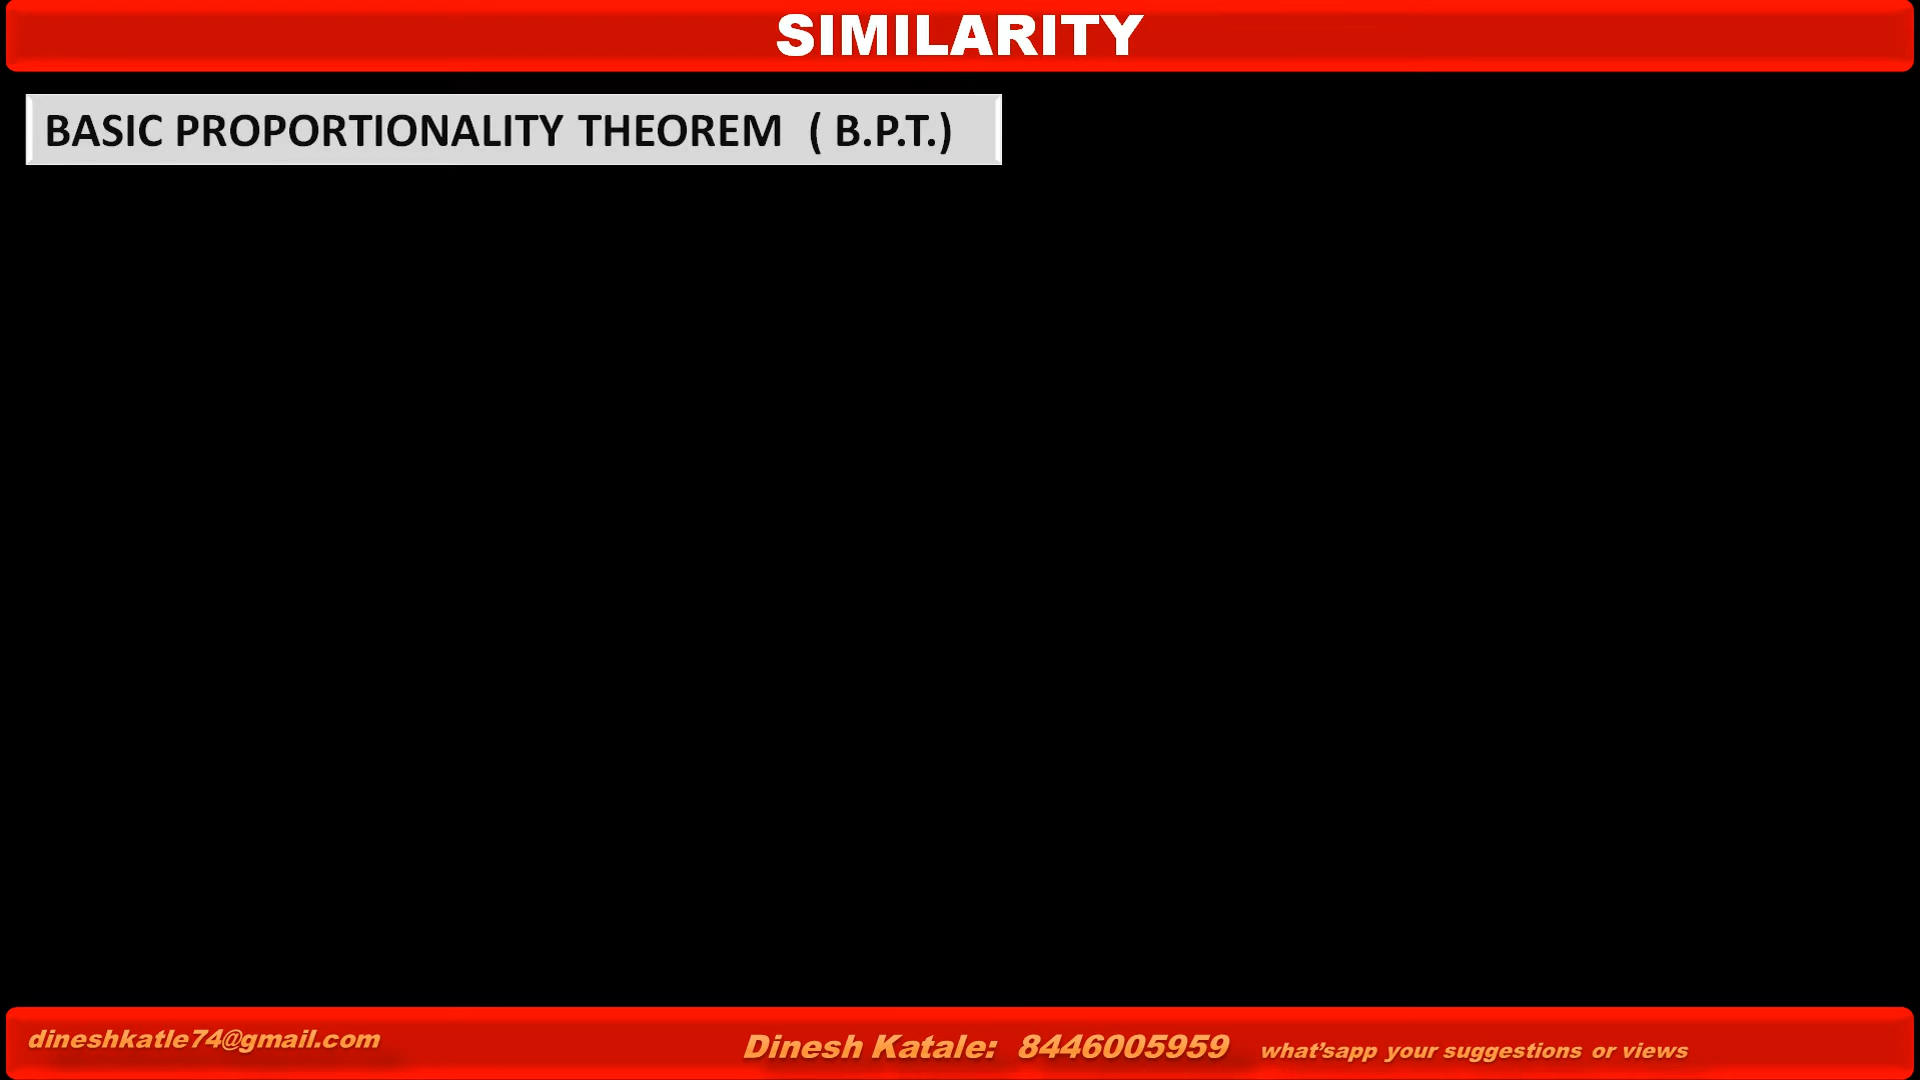 SIMILARITY
BASIC PROPORTIONALITY THEOREM ( B.P.T.)
dineshkatle74@gmail.com
Dinesh Katale: 8446005959 what'sapp your suggestions or views